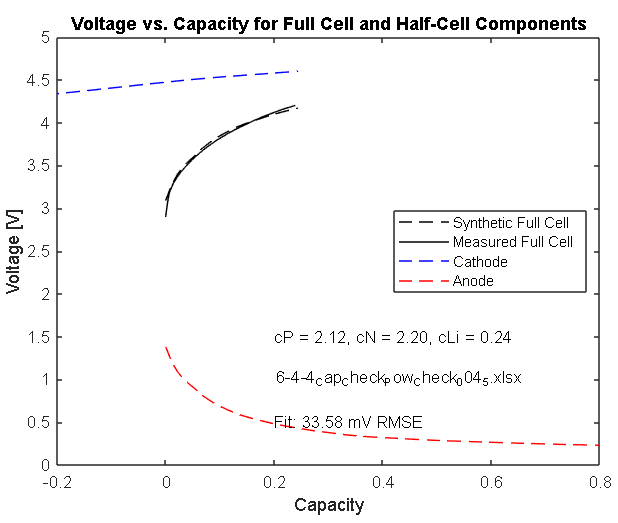 Voltage vs. Capacity for Full Cell and Half-Cell Components
5
4.5
4
3.5
3
2.5
2
1.5
1
0.5
0
Voltage [V]
Synthetic Full Cell
Measured Full Cell
Cathode
Anode
cP = 2.12, cN = 2.20, cLi = 0.24
6-4-4CapCheckPowCheck0045.xlsx
Fit: 33.58 mV RMSE
-0.2 0 0.2 0.4 0.6 0.8
Capacity